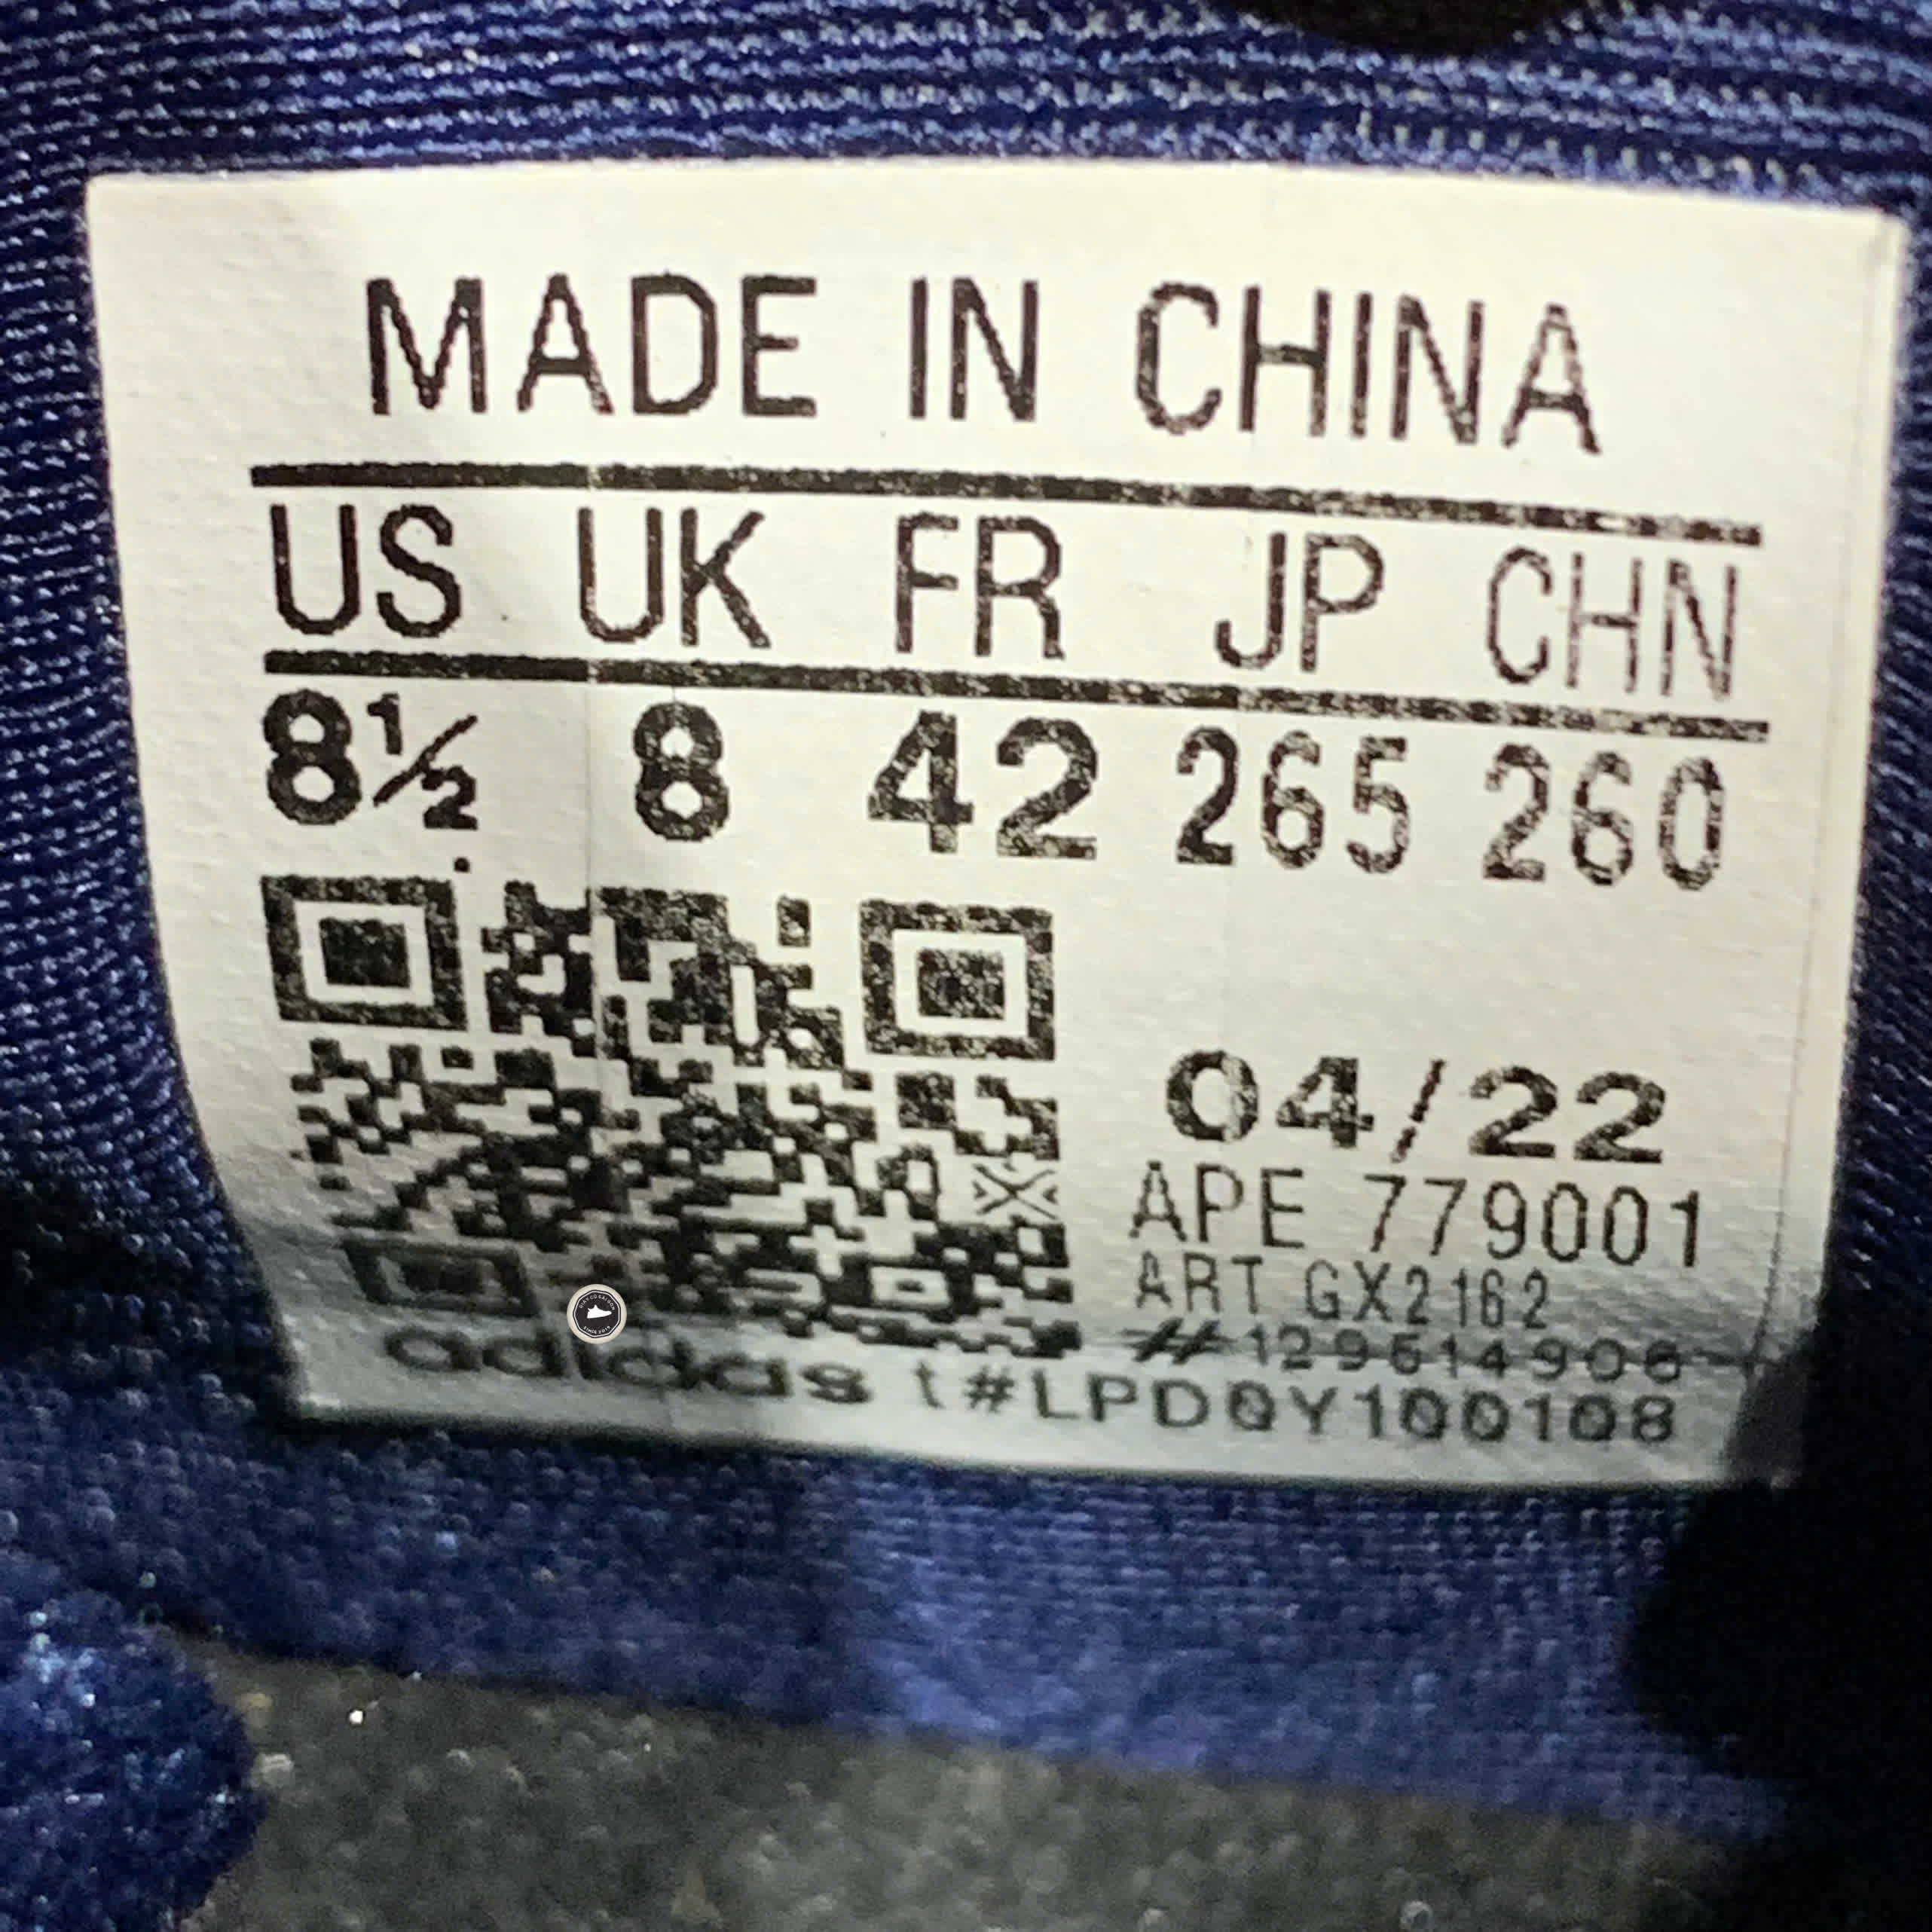 MADE IN CHINA
US UK FR JP CHN
8½ 8 42 265 260
04/22
APE 779001
ART GX2162
#129614906
adidas t#LPDQY100108